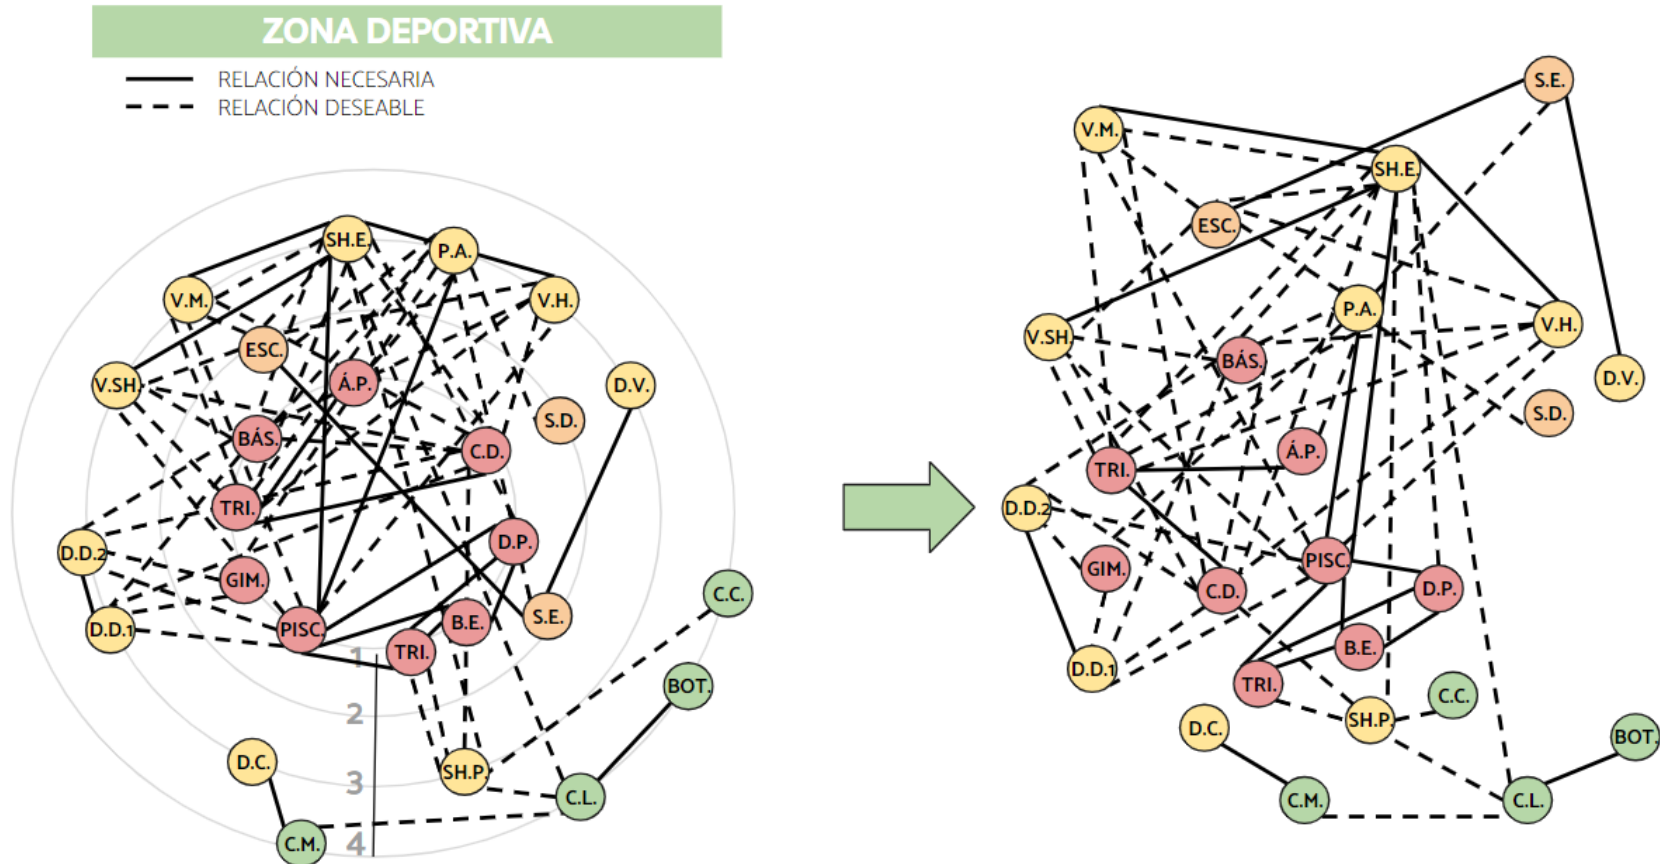 ZONA DEPORTIVA
RELACIÓN NECESARIA
RELACIÓN DESEABLE
SH.E.
P.A.
V.M.
V.H.
ESC.
Á.P.
V.SH.
D.V.
S.D.
BÁS.
C.D.
TRI.
D.D.2
D.P.
GIM.
C.C.
S.E.
D.D.1
PISC.
B.E.
TRI.
1
BOT.
2
D.C.
SH.P.
3
C.L.
C.M.
4
S.E.
V.M.
SH.E.
ESC.
P.A.
V.H.
V.SH.
BÁS.
D.V.
S.D.
Á.P.
TRI.
D.D.2
PISC.
GIM.
C.D.
D.P.
B.E.
D.D.1
TRI.
C.C.
SH.P.
D.C.
BOT.
C.M.
C.L.